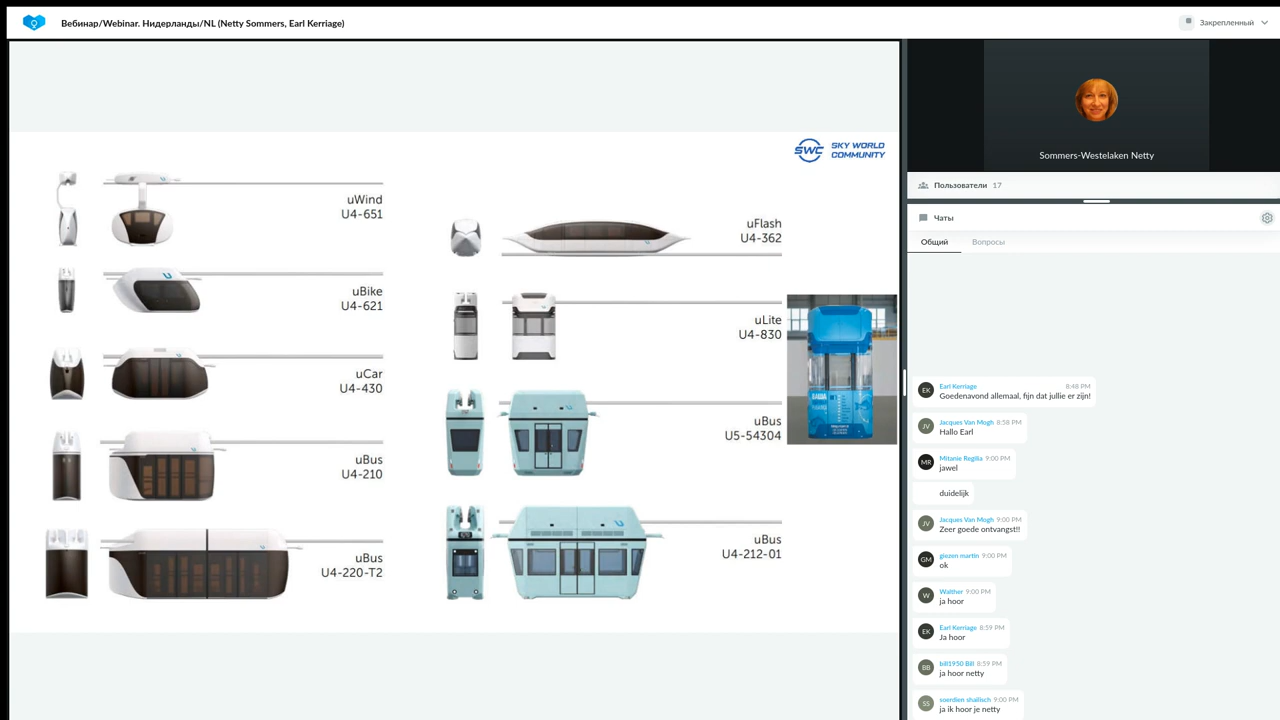 Вебинар/Webinar. Нидерланды/NL (Netty Sommers, Earl Kerriage)
Закрепленный
SWC SKY WORLD
COMMUNITY
uWind
U4-651
uBike
U4-621
uCar
U4-430
uBus
U4-210
uBus
U4-220-T2
uFlash
U4-362
uLite
U4-830
uBus
U5-54304
uBus
U4-212-01
Sommers-Westelaken Netty
Пользователи 17
Чаты
Общий Вопросы
EK Earl Kerriage 8:48 PM
Goedenavond allemaal, fijn dat jullie er zijn!
JV Jacques Van Mogh 8:58 PM
Hallo Earl
MR Mitanie Regilia 9:00 PM
jawel
duidelijk
JV Jacques Van Mogh 9:00 PM
Zeer goede ontvangst!!
GM giezen martin 9:00 PM
ok
W Walther 9:00 PM
ja hoor
EK Earl Kerriage 8:59 PM
Ja hoor
BB bill1950 Bill 8:59 PM
ja hoor netty
SS soerdien shailisch 9:00 PM
ja ik hoor je netty